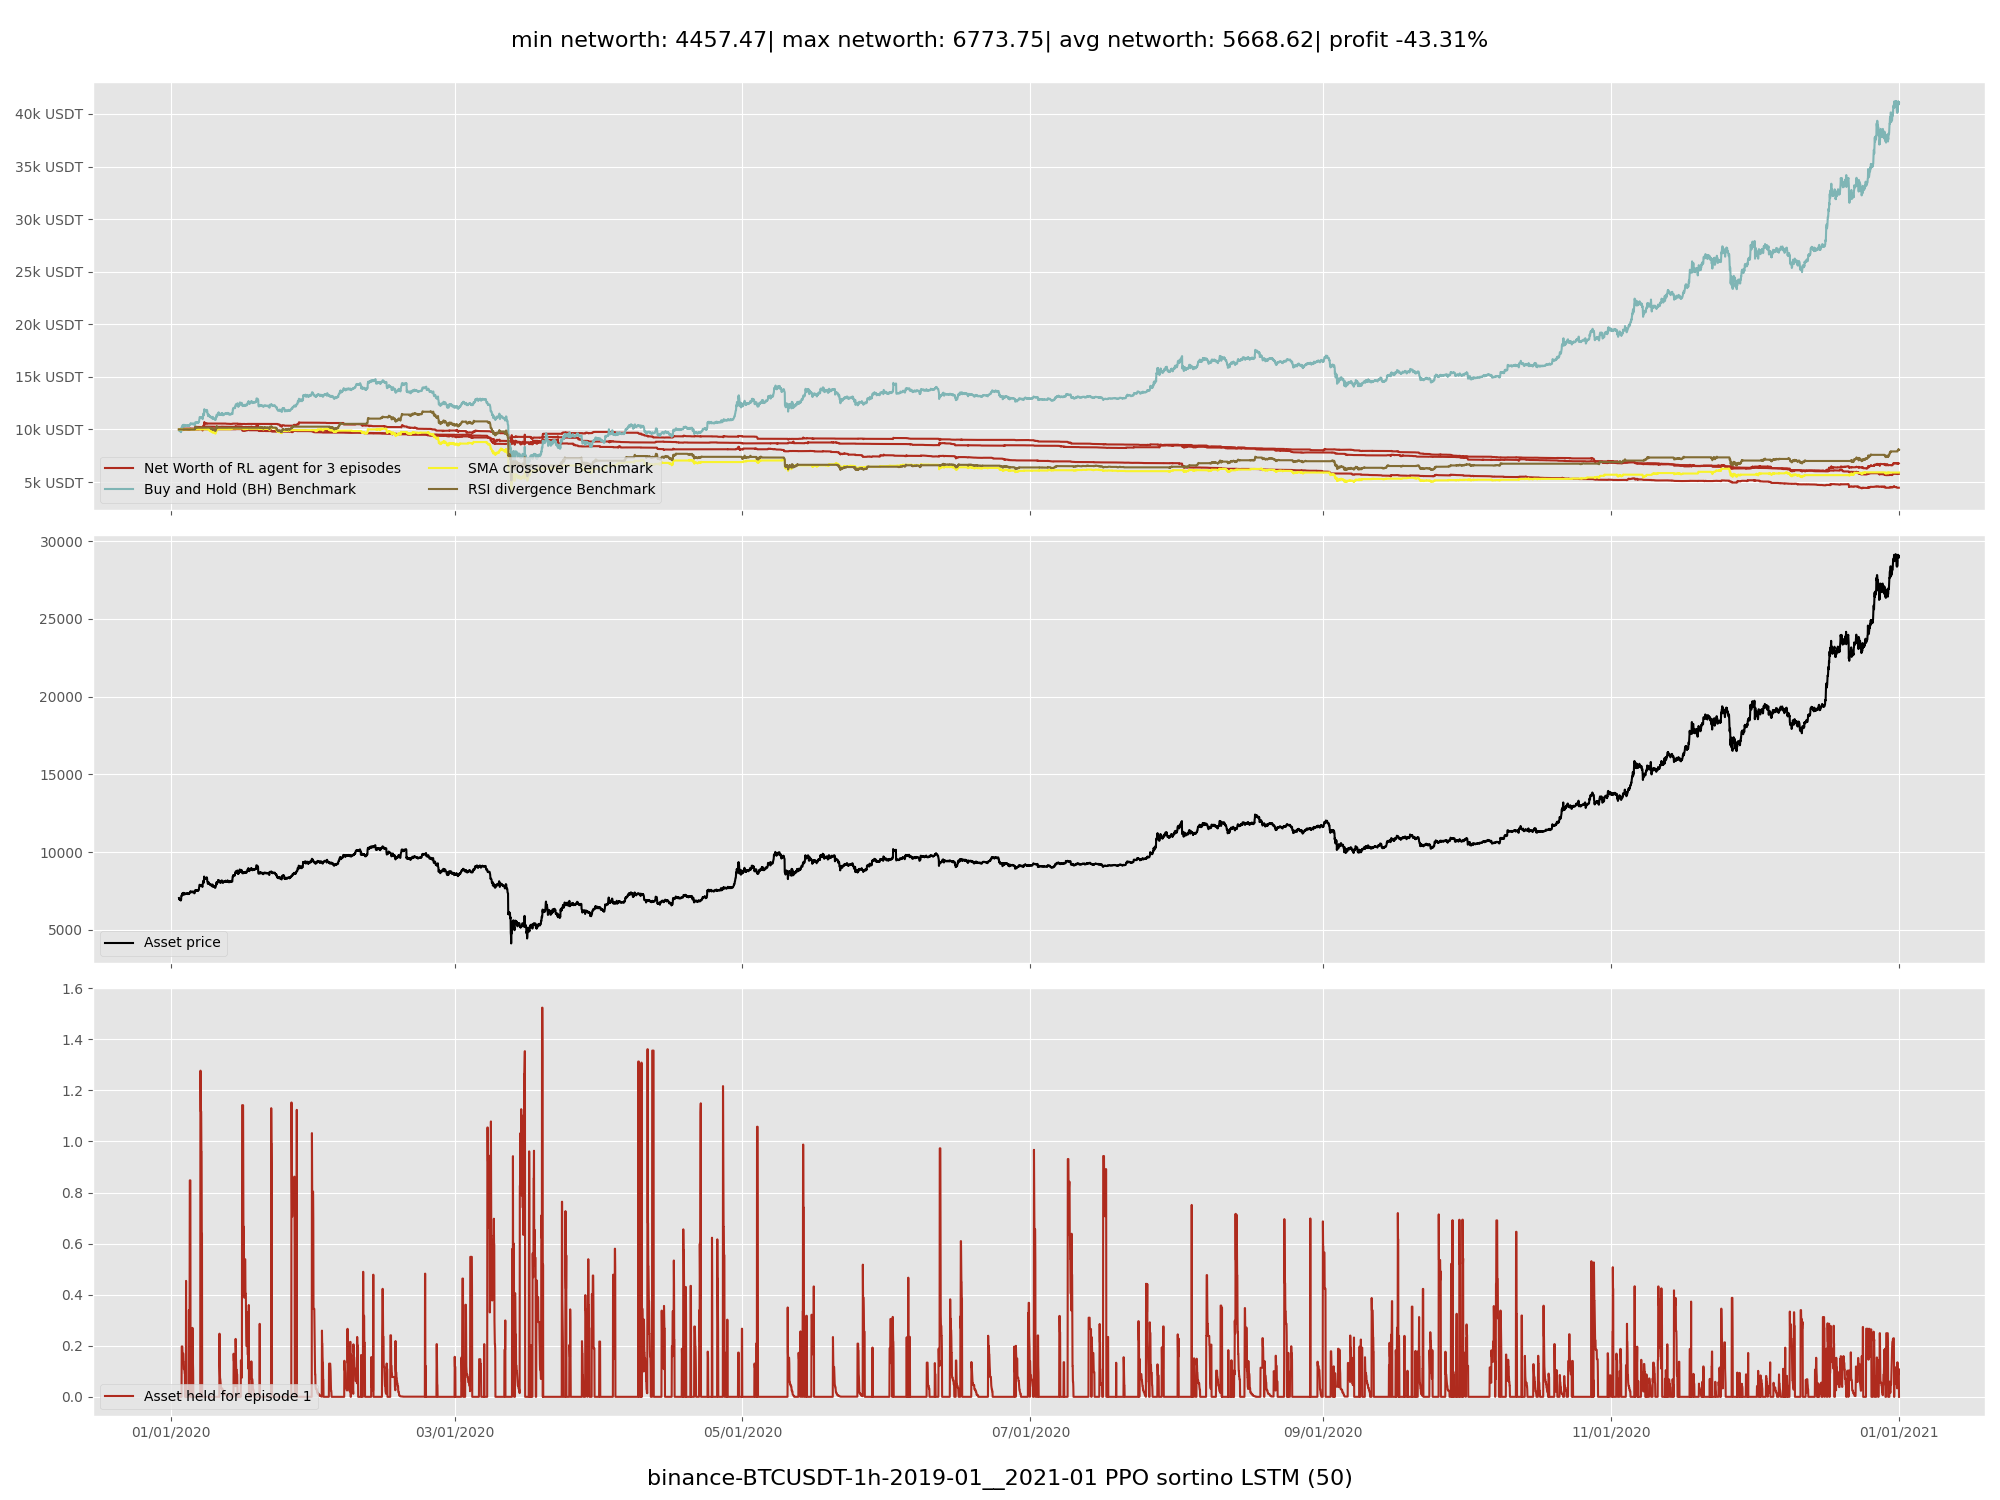 min networth: 4457.47| max networth: 6773.75| avg networth: 5668.62| profit -43.31%
40k USDT
35k USDT
30k USDT
25k USDT
20k USDT
15k USDT
10k USDT
5k USDT
Net Worth of RL agent for 3 episodes
Buy and Hold (BH) Benchmark
SMA crossover Benchmark
RSI divergence Benchmark
30000
25000
20000
15000
10000
5000
Asset price
1.6
1.4
1.2
1.0
0.8
0.6
0.4
0.2
0.0
Asset held for episode 1
01/01/2020
03/01/2020
05/01/2020
07/01/2020
09/01/2020
11/01/2020
01/01/2021
binance-BTCUSDT-1h-2019-01__2021-01 PPO sortino LSTM (50)